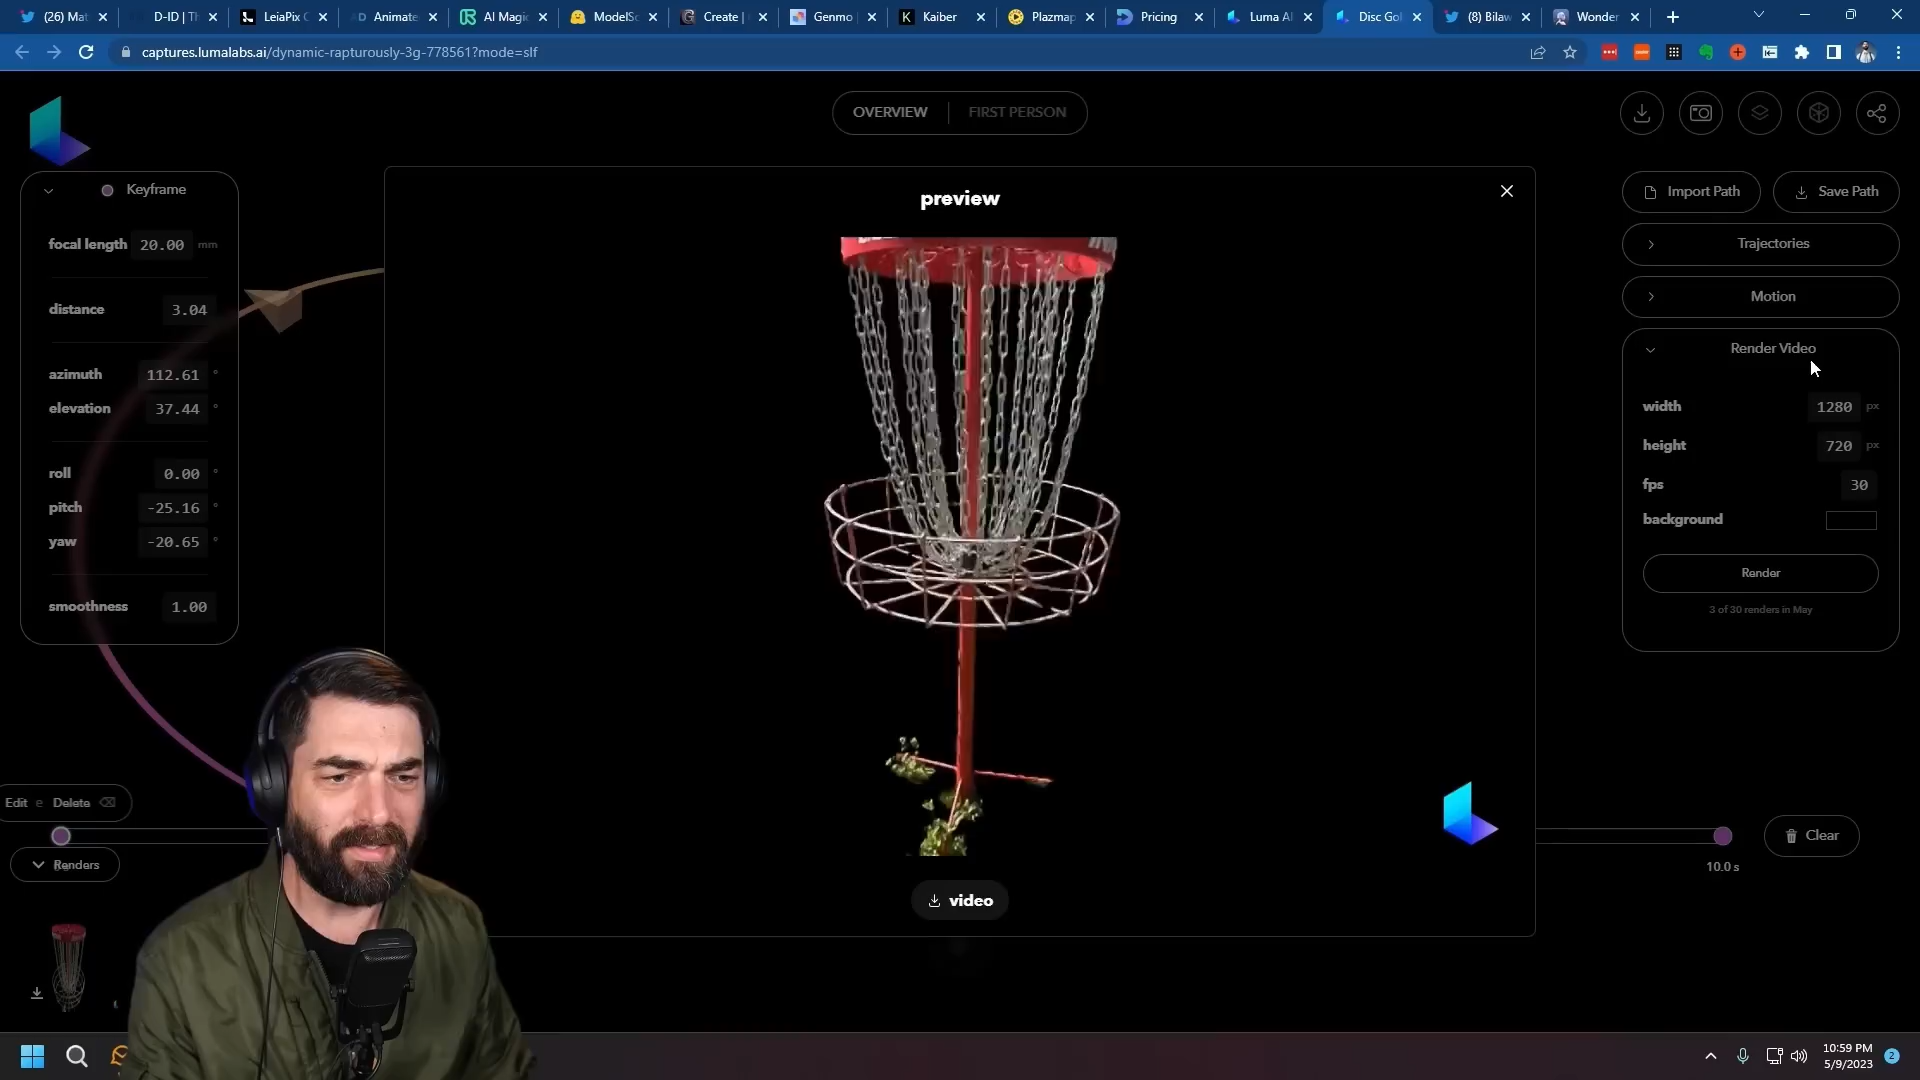 (26) Mat
D-ID | Th
LeiaPix C
Animate
AI Magic
ModelSc
Create |
Genmo
Kaiber
Plazmap
Pricing
Luma AI
Disc Gol
(8) Bilaw
Wonder
captures.lumalabs.ai/dynamic-rapturously-3g-778561?mode=slf
OVERVIEW
FIRST PERSON
Keyframe
focal length 20.00 mm
distance 3.04
azimuth 112.61 °
elevation 37.44 °
roll 0.00 °
pitch -25.16 °
yaw -20.65 °
smoothness 1.00
preview
video
Import Path
Save Path
Trajectories
Motion
Render Video
width 1280 px
height 720 px
fps 30
background
Render
3 of 30 renders in May
Edit e Delete
Renders
Clear
10.0 s
10:59 PM
5/9/2023
2